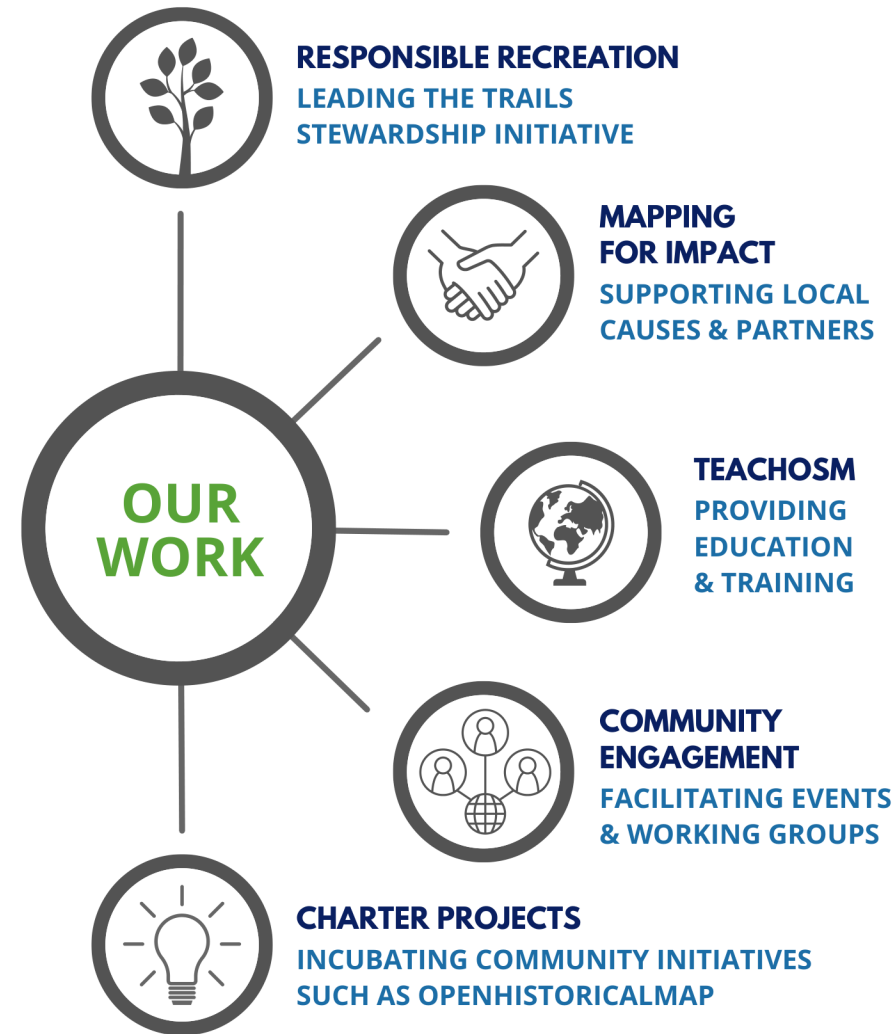 RESPONSIBLE RECREATION
LEADING THE TRAILS
STEWARDSHIP INITIATIVE
MAPPING
FOR IMPACT
SUPPORTING LOCAL
CAUSES & PARTNERS
OUR
WORK
TEACHOSM
PROVIDING
EDUCATION
& TRAINING
COMMUNITY
ENGAGEMENT
FACILITATING EVENTS
& WORKING GROUPS
CHARTER PROJECTS
INCUBATING COMMUNITY INITIATIVES
SUCH AS OPENHISTORICALMAP